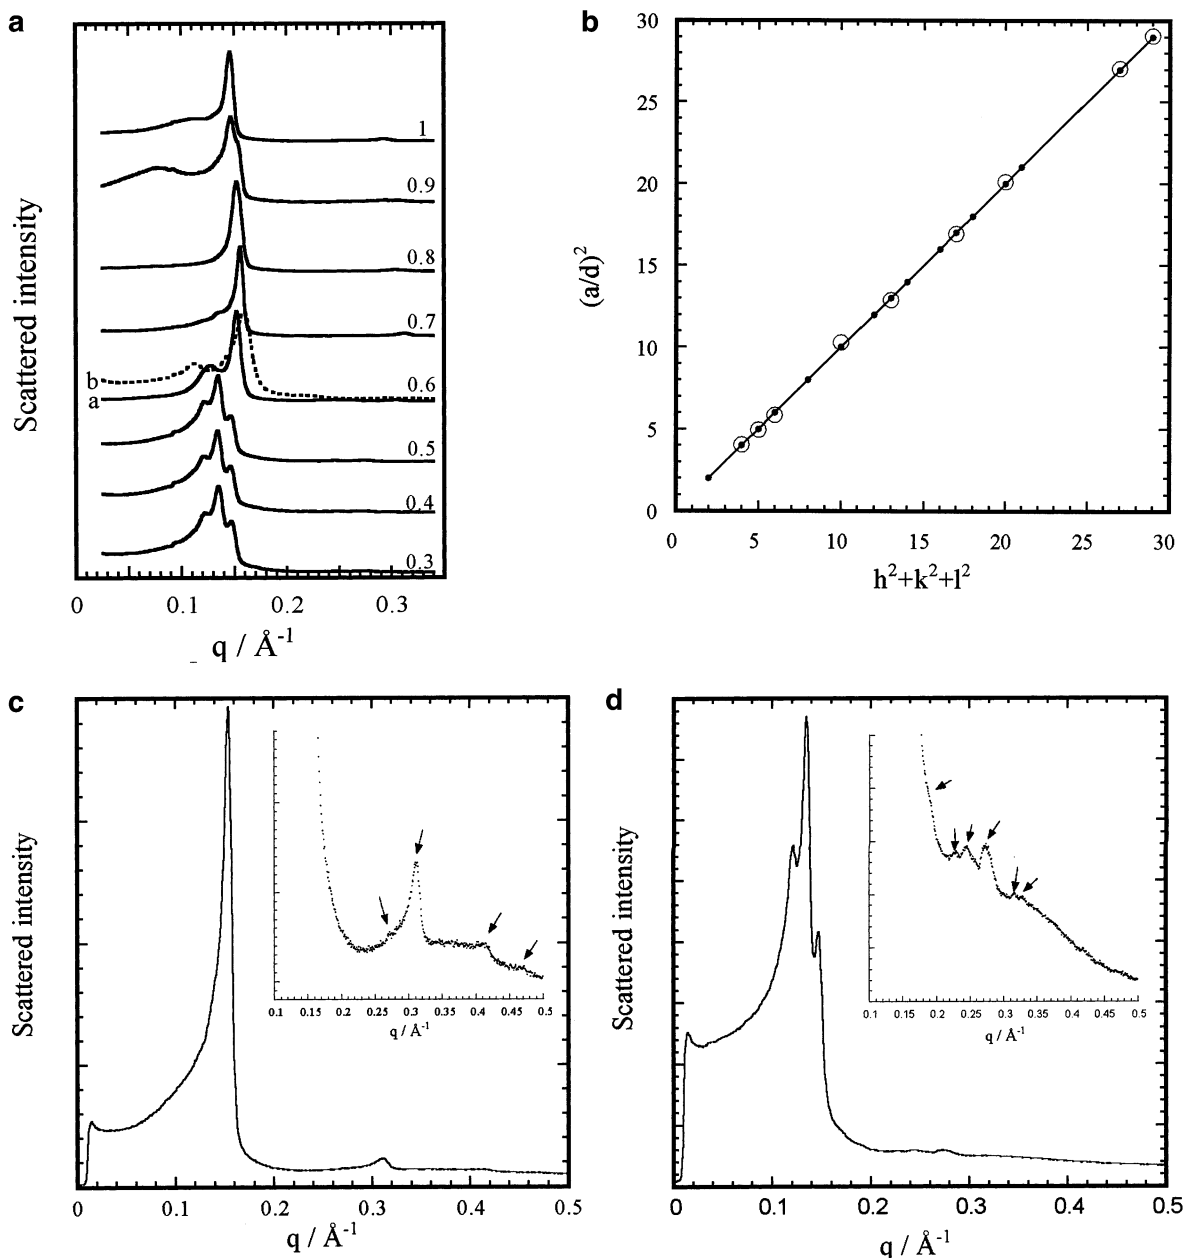 a
Scattered intensity
1
0.9
0.8
0.7
b
0.6
a
0.5
0.4
0.3
0 0.1 0.2 0.3
q / Å-1
b
(a/d)2
30
25
20
15
10
5
0
0 5 10 15 20 25 30
h2+k2+l2
c
Scattered intensity
0.1 0.15 0.2 0.25 0.3 0.35 0.4 0.45 0.5
q / Å-1
0 0.1 0.2 0.3 0.4 0.5
q / Å-1
d
Scattered intensity
0.1 0.15 0.2 0.25 0.3 0.35 0.4 0.45 0.5
q / Å-1
0 0.1 0.2 0.3 0.4 0.5
q / Å-1